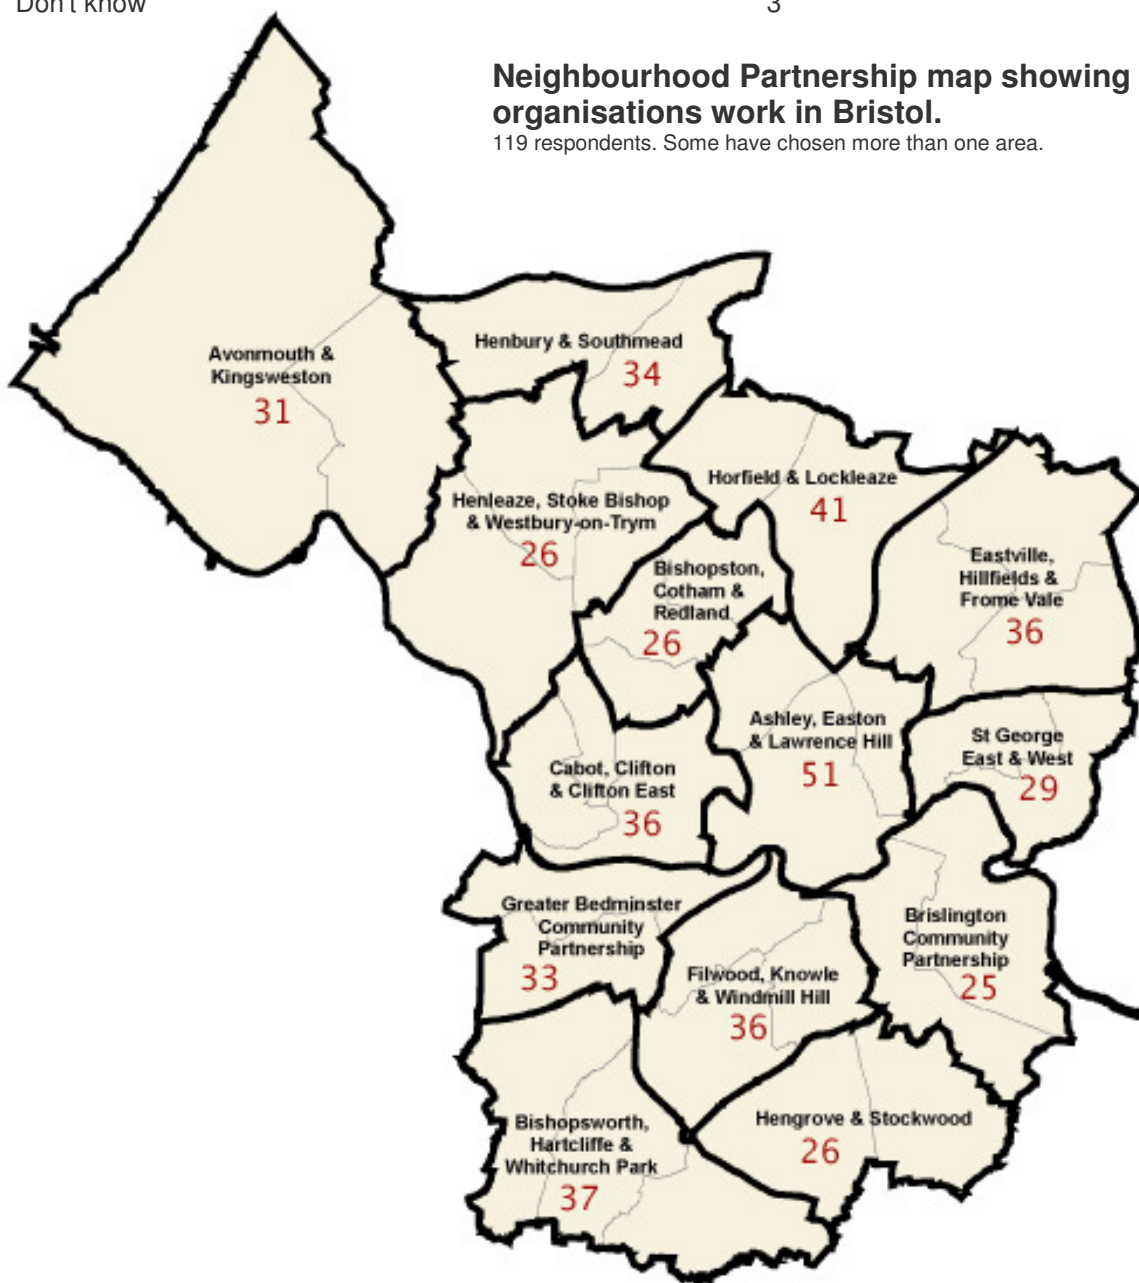 Don't know 3
Neighbourhood Partnership map showing
organisations work in Bristol.
119 respondents. Some have chosen more than one area.
Avonmouth &
Kingsweston
31
Henbury & Southmead
34
Henleaze, Stoke Bishop
& Westbury-on-Trym
26
Horfield & Lockleaze
41
Bishopston,
Cotham &
Redland
26
Eastville,
Hillfields &
Frome Vale
36
Ashley, Easton
& Lawrence Hill
51
St George
East & West
29
Cabot, Clifton
& Clifton East
36
Greater Bedminster
Community
Partnership
33
Filwood, Knowle
& Windmill Hill
36
Brislington
Community
Partnership
25
Hengrove & Stockwood
26
Bishopsworth,
Hartcliffe &
Whitchurch Park
37